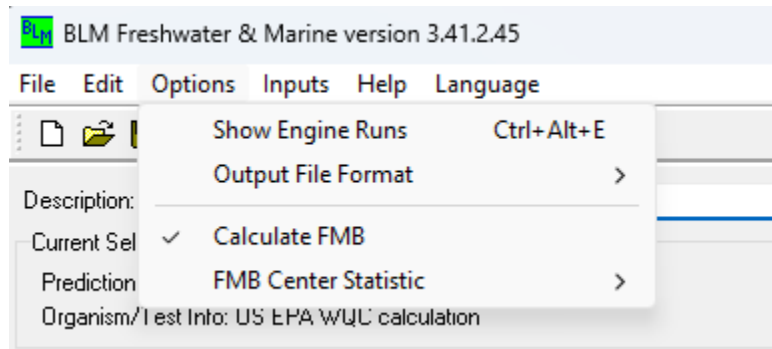 BLM BLM Freshwater & Marine version 3.41.2.45
File Edit Options Inputs Help Language
Show Engine Runs Ctrl+Alt+E
Output File Format
Description:
Calculate FMB
Current Sel
FMB Center Statistic
Prediction
Organism/Test Info: US EPA WQC calculation